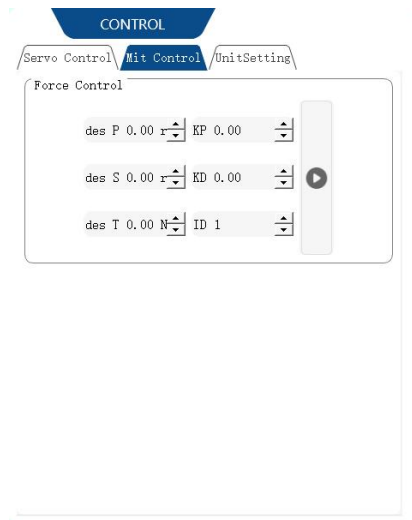 CONTROL
Servo Control Mit Control UnitSetting
Force Control
des P 0.00 r KP 0.00
des S 0.00 r KD 0.00
des T 0.00 N ID 1